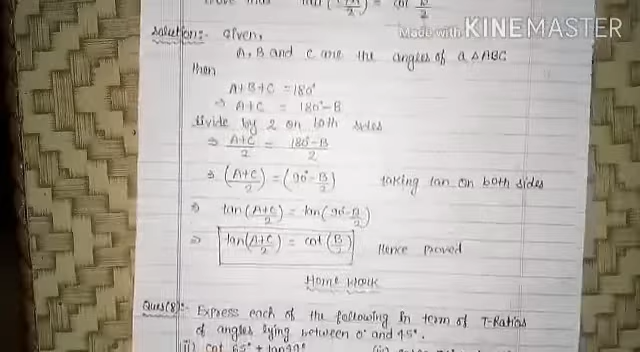 Made with KINEMASTER
Solution:- Given,
A, B and C are the angles of a △ABC
then
A+B+C = 180°
⇒ A+C = 180°-B
divide by 2 on both sides
⇒ A+C/2 = 180°-B/2
⇒ (A+C/2) = (90°-B/2) taking tan on both sides
⇒ tan(A+C/2) = tan(90°-B/2)
⇒ tan(A+C/2) = cot(B/2) Hence proved
Home Work
Ques(8):- Express each of the following in term of T-Ratios
of angles lying between 0° and 45°.